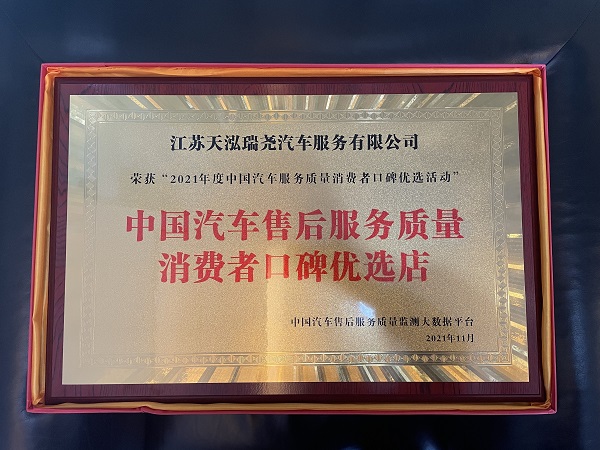 江苏天泓瑞尧汽车服务有限公司
荣获“2021年度中国汽车服务质量消费者口碑优选活动”
中国汽车售后服务质量
消费者口碑优选店
中国汽车售后服务质量监测大数据平台
2021年11月